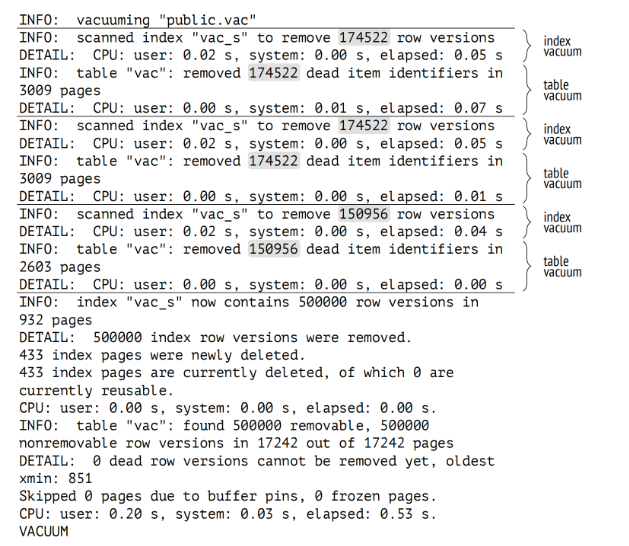 INFO:  vacuuming "public.vac"
INFO:  scanned index "vac_s" to remove 174522 row versions
DETAIL:  CPU: user: 0.02 s, system: 0.00 s, elapsed: 0.05 s
index
vacuum
INFO:  table "vac": removed 174522 dead item identifiers in
3009 pages
DETAIL:  CPU: user: 0.00 s, system: 0.01 s, elapsed: 0.07 s
table
vacuum
INFO:  scanned index "vac_s" to remove 174522 row versions
DETAIL:  CPU: user: 0.02 s, system: 0.00 s, elapsed: 0.05 s
index
vacuum
INFO:  table "vac": removed 174522 dead item identifiers in
3009 pages
DETAIL:  CPU: user: 0.00 s, system: 0.00 s, elapsed: 0.01 s
table
vacuum
INFO:  scanned index "vac_s" to remove 150956 row versions
DETAIL:  CPU: user: 0.02 s, system: 0.00 s, elapsed: 0.04 s
index
vacuum
INFO:  table "vac": removed 150956 dead item identifiers in
2603 pages
DETAIL:  CPU: user: 0.00 s, system: 0.00 s, elapsed: 0.00 s
table
vacuum
INFO:  index "vac_s" now contains 500000 row versions in
932 pages
DETAIL:  500000 index row versions were removed.
433 index pages were newly deleted.
433 index pages are currently deleted, of which 0 are
currently reusable.
CPU: user: 0.00 s, system: 0.00 s, elapsed: 0.00 s.
INFO:  table "vac": found 500000 removable, 500000
nonremovable row versions in 17242 out of 17242 pages
DETAIL:  0 dead row versions cannot be removed yet, oldest
xmin: 851
Skipped 0 pages due to buffer pins, 0 frozen pages.
CPU: user: 0.20 s, system: 0.03 s, elapsed: 0.53 s.
VACUUM